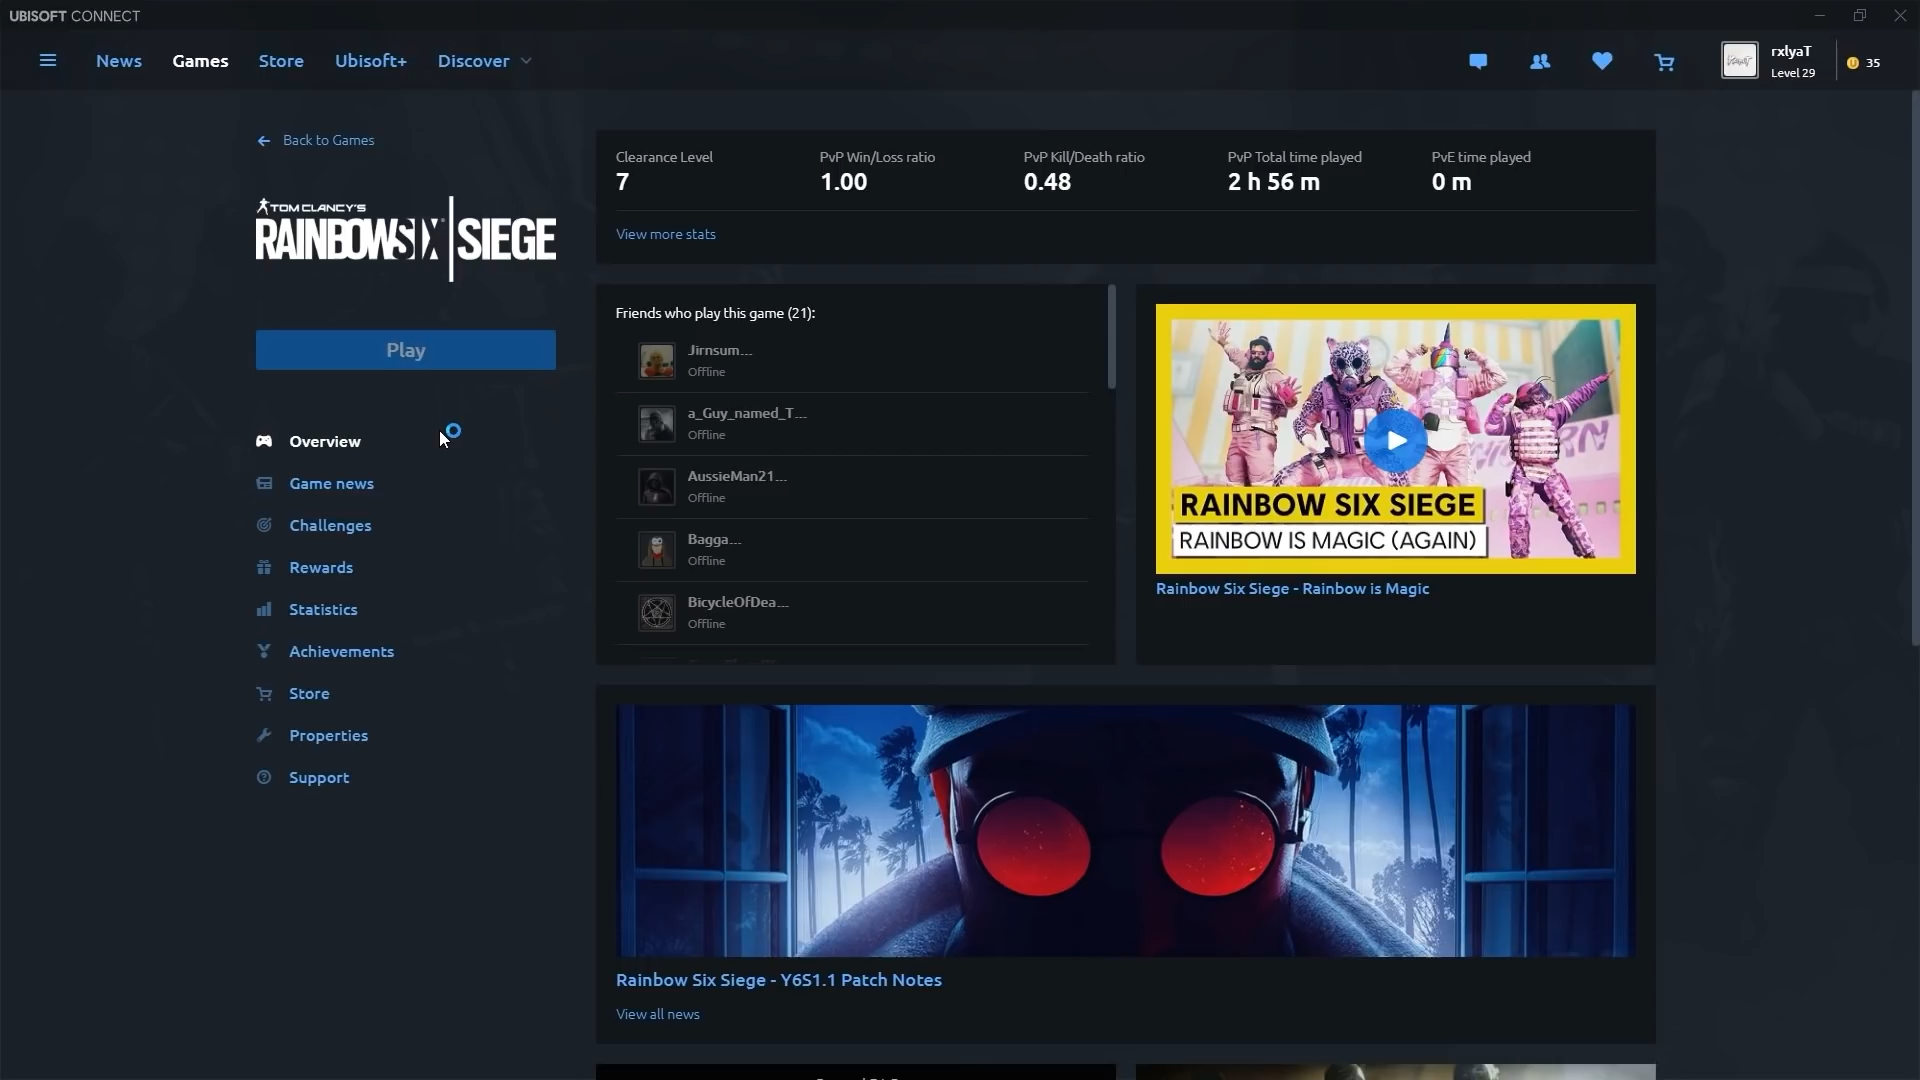 UBISOFT CONNECT
News Games Store Ubisoft+ Discover
rxlyaT
Level 29
35
Back to Games
TOM CLANCY'S
RAINBOWSIX SIEGE
Play
Overview
Game news
Challenges
Rewards
Statistics
Achievements
Store
Properties
Support
Clearance Level
7
PvP Win/Loss ratio
1.00
PvP Kill/Death ratio
0.48
PvP Total time played
2 h 56 m
PvE time played
0 m
View more stats
Friends who play this game (21):
Jirnsum...
Offline
a_Guy_named_T...
Offline
AussieMan21...
Offline
Bagga...
Offline
BicycleOfDea...
Offline
RAINBOW SIX SIEGE
RAINBOW IS MAGIC (AGAIN)
Rainbow Six Siege - Rainbow is Magic
Rainbow Six Siege - Y6S1.1 Patch Notes
View all news